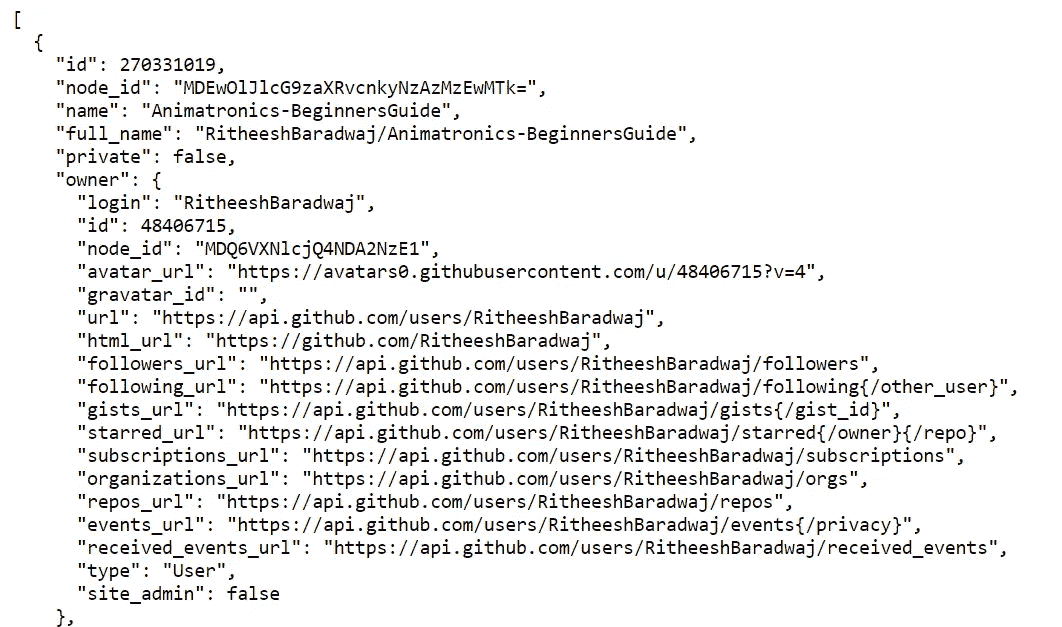 [
  {
    "id": 270331019,
    "node_id": "MDEwOlJlcG9zaXRvcnkyNzAzMzEwMTk=",
    "name": "Animatronics-BeginnersGuide",
    "full_name": "RitheeshBaradwaj/Animatronics-BeginnersGuide",
    "private": false,
    "owner": {
      "login": "RitheeshBaradwaj",
      "id": 48406715,
      "node_id": "MDQ6VXNlcjQ4NDA2NzE1",
      "avatar_url": "https://avatars0.githubusercontent.com/u/48406715?v=4",
      "gravatar_id": "",
      "url": "https://api.github.com/users/RitheeshBaradwaj",
      "html_url": "https://github.com/RitheeshBaradwaj",
      "followers_url": "https://api.github.com/users/RitheeshBaradwaj/followers",
      "following_url": "https://api.github.com/users/RitheeshBaradwaj/following{/other_user}",
      "gists_url": "https://api.github.com/users/RitheeshBaradwaj/gists{/gist_id}",
      "starred_url": "https://api.github.com/users/RitheeshBaradwaj/starred{/owner}{/repo}",
      "subscriptions_url": "https://api.github.com/users/RitheeshBaradwaj/subscriptions",
      "organizations_url": "https://api.github.com/users/RitheeshBaradwaj/orgs",
      "repos_url": "https://api.github.com/users/RitheeshBaradwaj/repos",
      "events_url": "https://api.github.com/users/RitheeshBaradwaj/events{/privacy}",
      "received_events_url": "https://api.github.com/users/RitheeshBaradwaj/received_events",
      "type": "User",
      "site_admin": false
    },